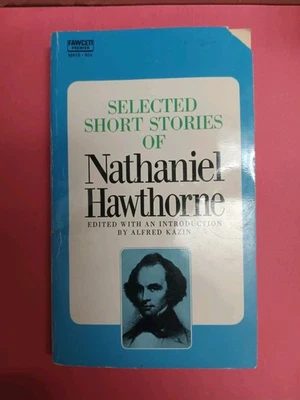 FAWCETT
PREMIER
SELECTED
SHORT STORIES
OF
Nathaniel
Hawthorne
EDITED WITH AN INTRODUCTION
BY ALFRED KAZIN